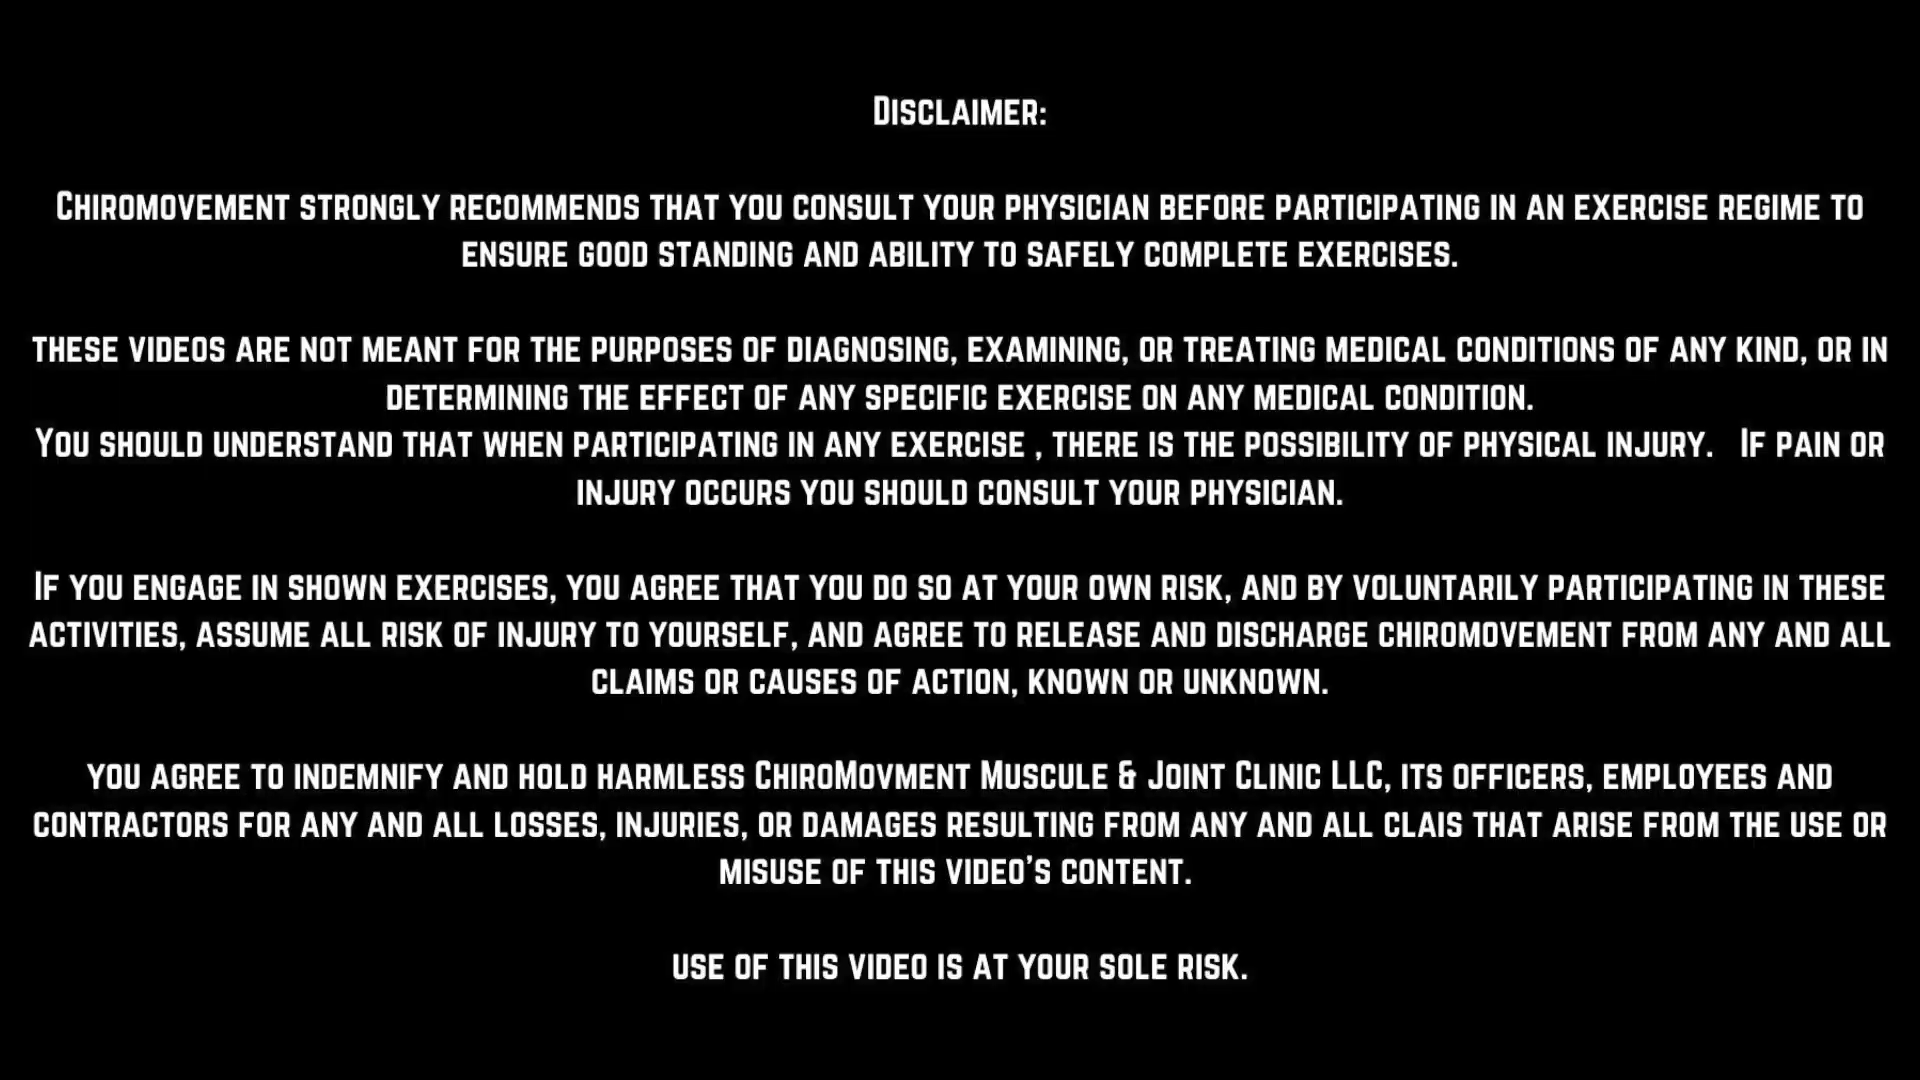 Disclaimer:
Chiromovement strongly recommends that you consult your physician before participating in an exercise regime to
ensure good standing and ability to safely complete exercises.
these videos are not meant for the purposes of diagnosing, examining, or treating medical conditions of any kind, or in
determining the effect of any specific exercise on any medical condition.
You should understand that when participating in any exercise , there is the possibility of physical injury. If pain or
injury occurs you should consult your physician.
If you engage in shown exercises, you agree that you do so at your own risk, and by voluntarily participating in these
activities, assume all risk of injury to yourself, and agree to release and discharge chiromovement from any and all
claims or causes of action, known or unknown.
you agree to indemnify and hold harmless ChiroMovment Muscule & Joint Clinic LLC, its officers, employees and
contractors for any and all losses, injuries, or damages resulting from any and all clais that arise from the use or
misuse of this video's content.
use of this video is at your sole risk.